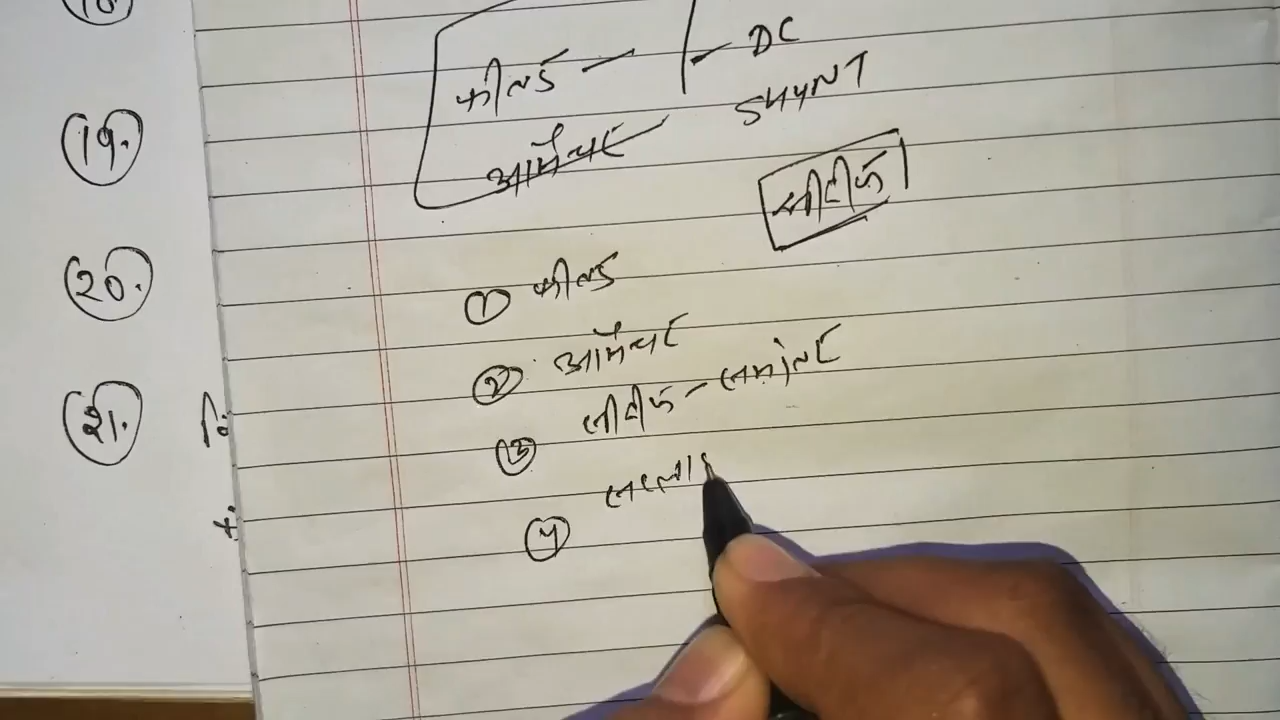 19.
20.
21.
फील्ड — — DC
SHUNT
आर्मेचर
सीरीज
① फील्ड
② आर्मेचर
③ सीरीज -
④